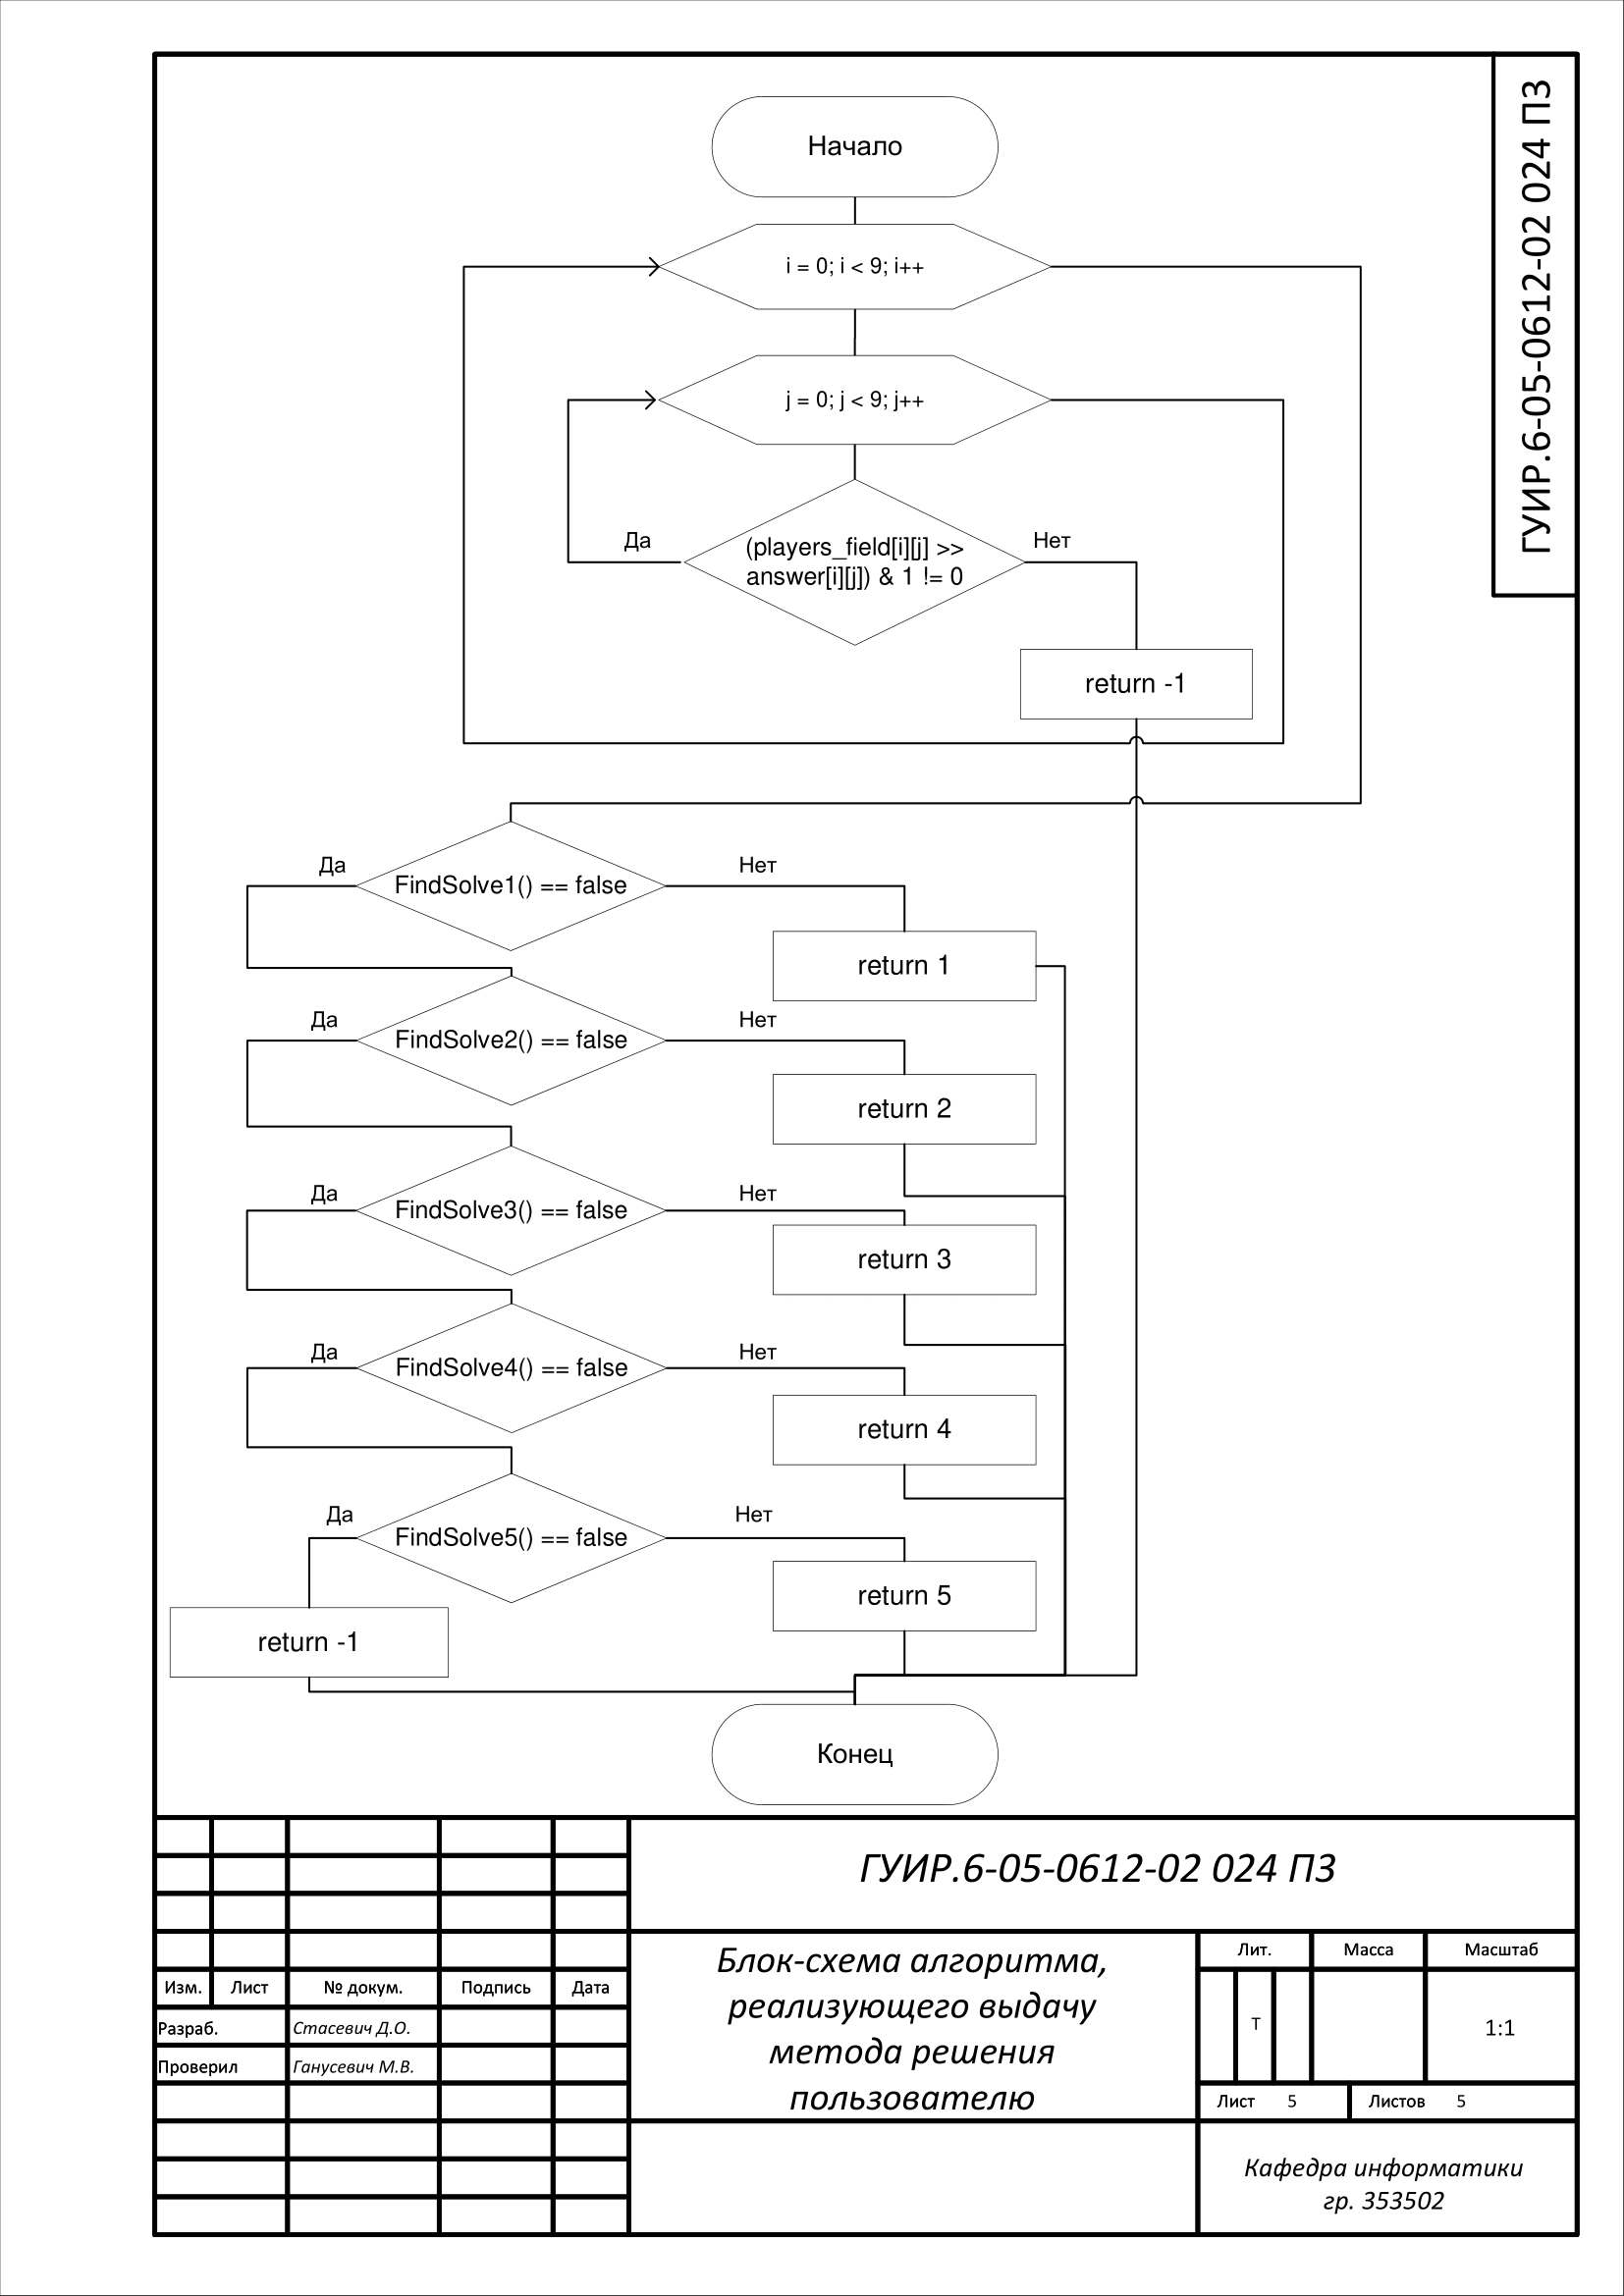 ГУИР.6-05-0612-02 024 ПЗ
Начало
i = 0; i < 9; i++
j = 0; j < 9; j++
Да
Нет
(players_field[i][j] >>
answer[i][j]) & 1 != 0
return -1
Да
Нет
FindSolve1() == false
return 1
Да
Нет
FindSolve2() == false
return 2
Да
Нет
FindSolve3() == false
return 3
Да
Нет
FindSolve4() == false
return 4
Да
Нет
FindSolve5() == false
return 5
return -1
Конец
ГУИР.6-05-0612-02 024 ПЗ
Изм.
Лист
№ докум.
Подпись
Дата
Разраб.
Стасевич Д.О.
Проверил
Ганусевич М.В.
Блок-схема алгоритма,
реализующего выдачу
метода решения
пользователю
Лит.
Масса
Масштаб
Т
1:1
Лист 5
Листов 5
Кафедра информатики
гр. 353502